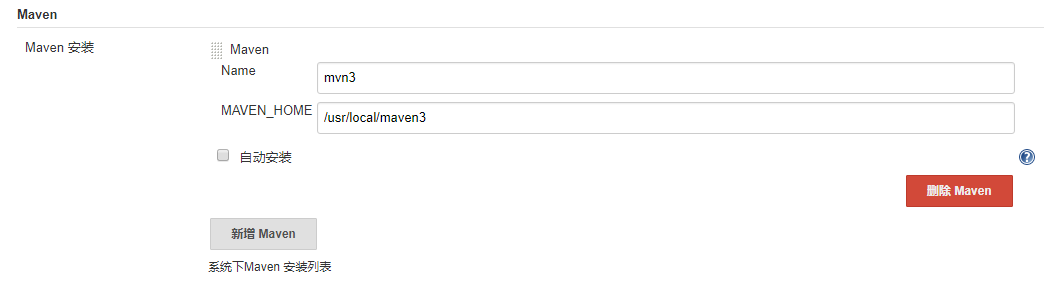 Maven
Maven 安装
Maven
Name
mvn3
MAVEN_HOME
/usr/local/maven3
自动安装
?
删除 Maven
新增 Maven
系统下Maven 安装列表